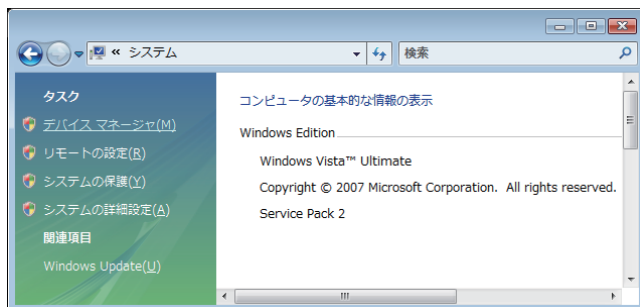 « システム
検索
タスク
デバイス マネージャ(M)
リモートの設定(R)
システムの保護(Y)
システムの詳細設定(A)
関連項目
Windows Update(U)
コンピュータの基本的な情報の表示
Windows Edition
Windows Vista™ Ultimate
Copyright © 2007 Microsoft Corporation. All rights reserved.
Service Pack 2